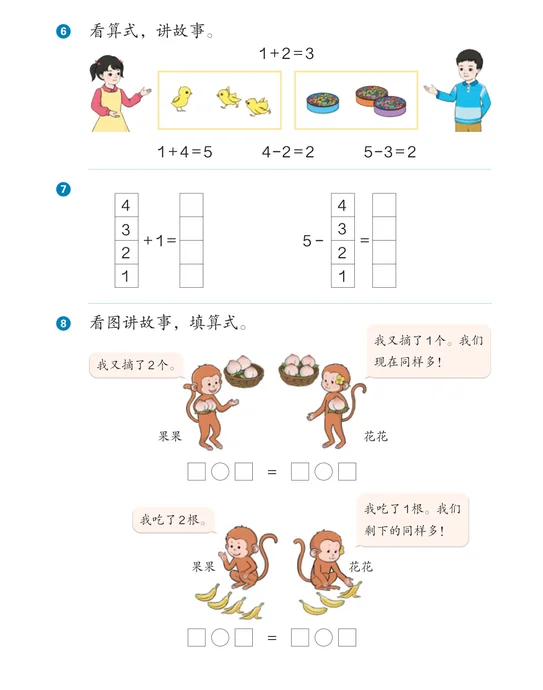 6 看算式，讲故事。
1+2=3
1+4=5 4-2=2 5-3=2
7
4
3
2
1
+1=
5-
4
3
2
1
=
8 看图讲故事，填算式。
我又摘了2个。
我又摘了1个。我们
现在同样多！
果果 花花
□○□ = □○□
我吃了2根。
我吃了1根。我们
剩下的同样多！
果果 花花
□○□ = □○□